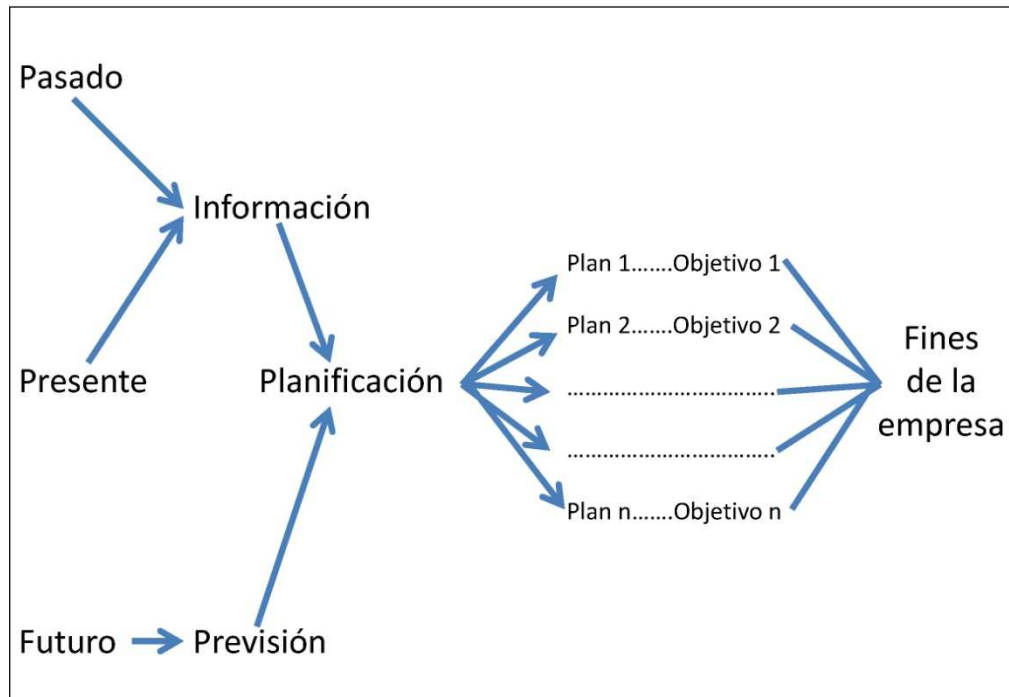 Pasado
Información
Presente
Planificación
Futuro
Previsión
Plan 1.......Objetivo 1
Plan 2.......Objetivo 2
...................................
...................................
Plan n.......Objetivo n
Fines
de la
empresa